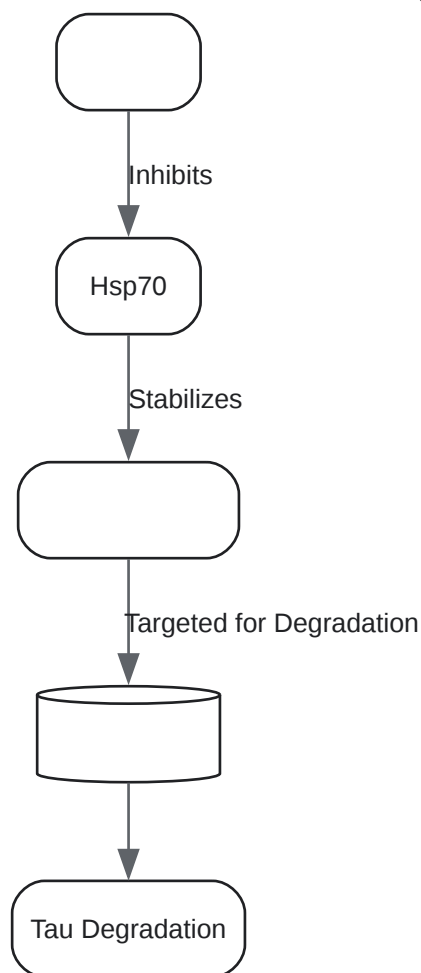 Inhibits
Hsp70
Stabilizes
Targeted for Degradation
Tau Degradation